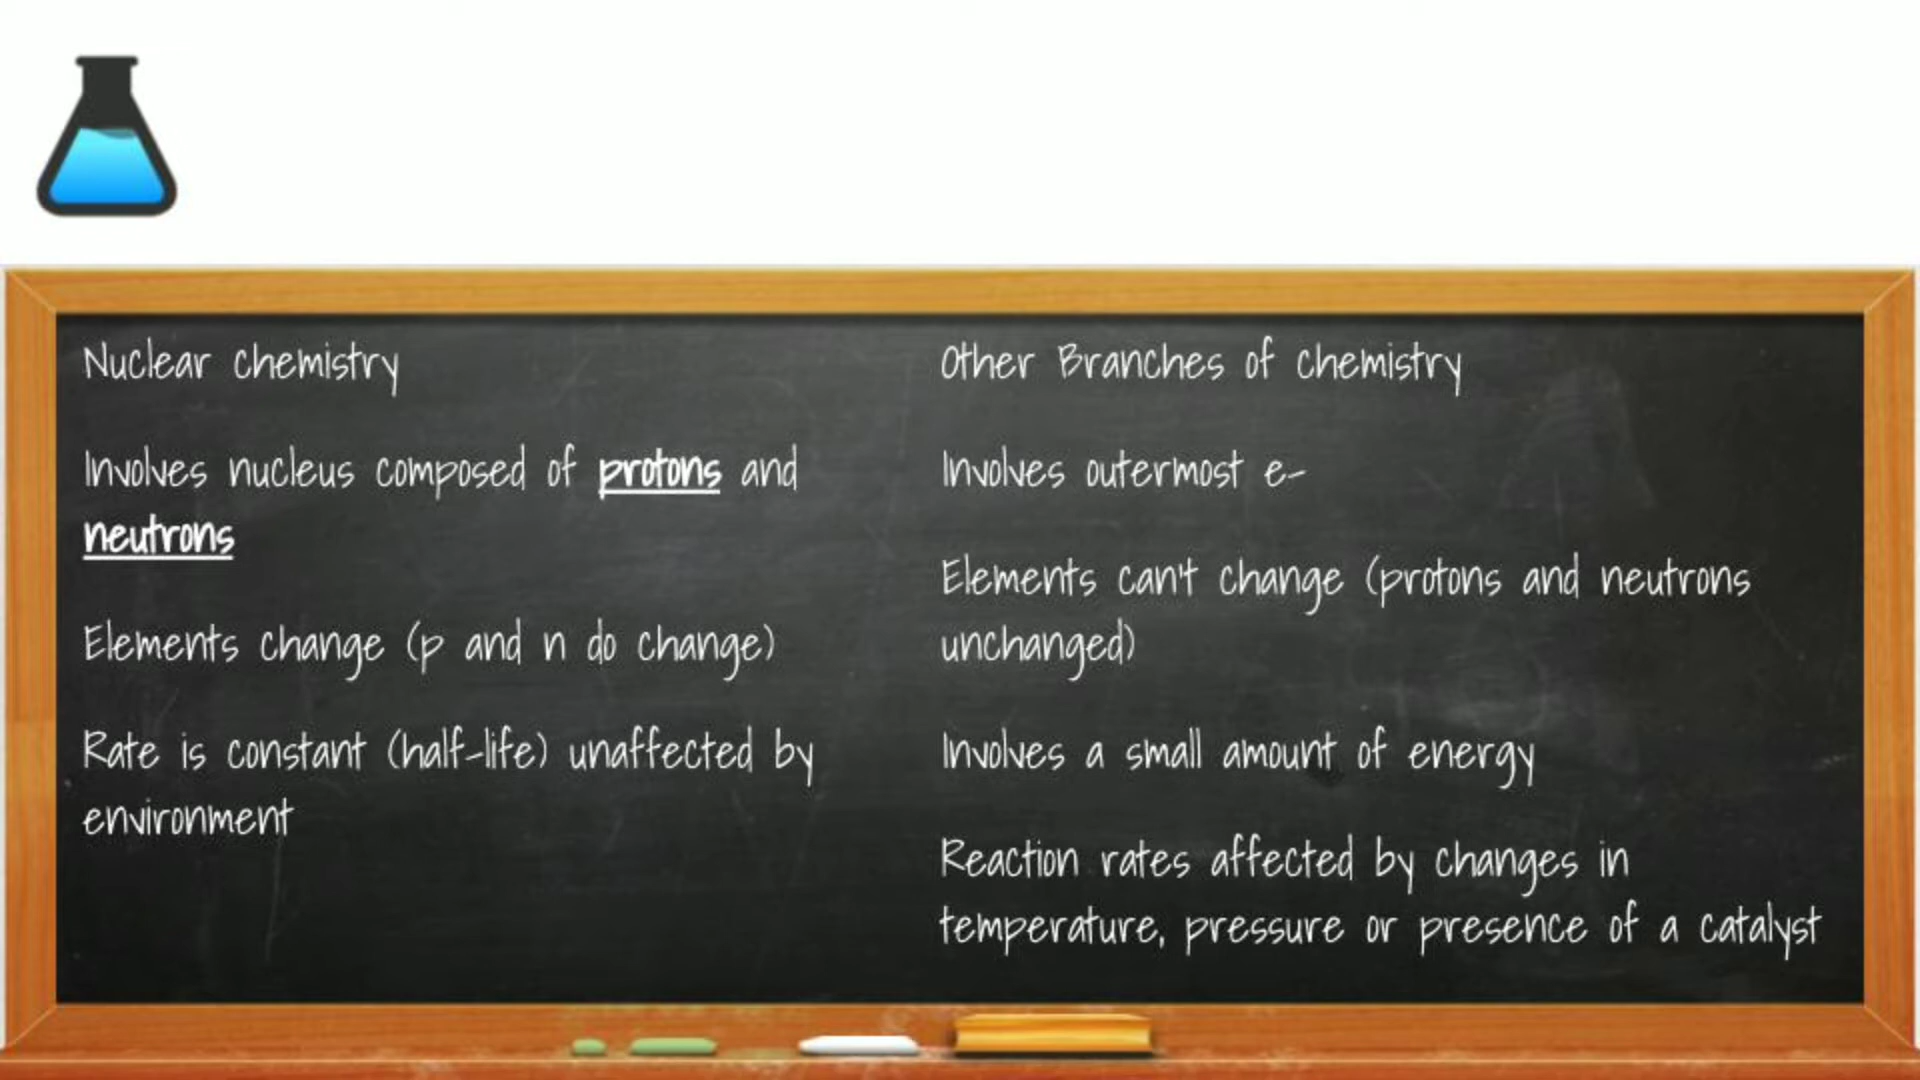 Nuclear chemistry
Involves nucleus composed of protons and
neutrons
Elements change (p and n do change)
Rate is constant (half-life) unaffected by
environment
Other Branches of chemistry
Involves outermost e-
Elements can't change (protons and neutrons
unchanged)
Involves a small amount of energy
Reaction rates affected by changes in
temperature, pressure or presence of a catalyst